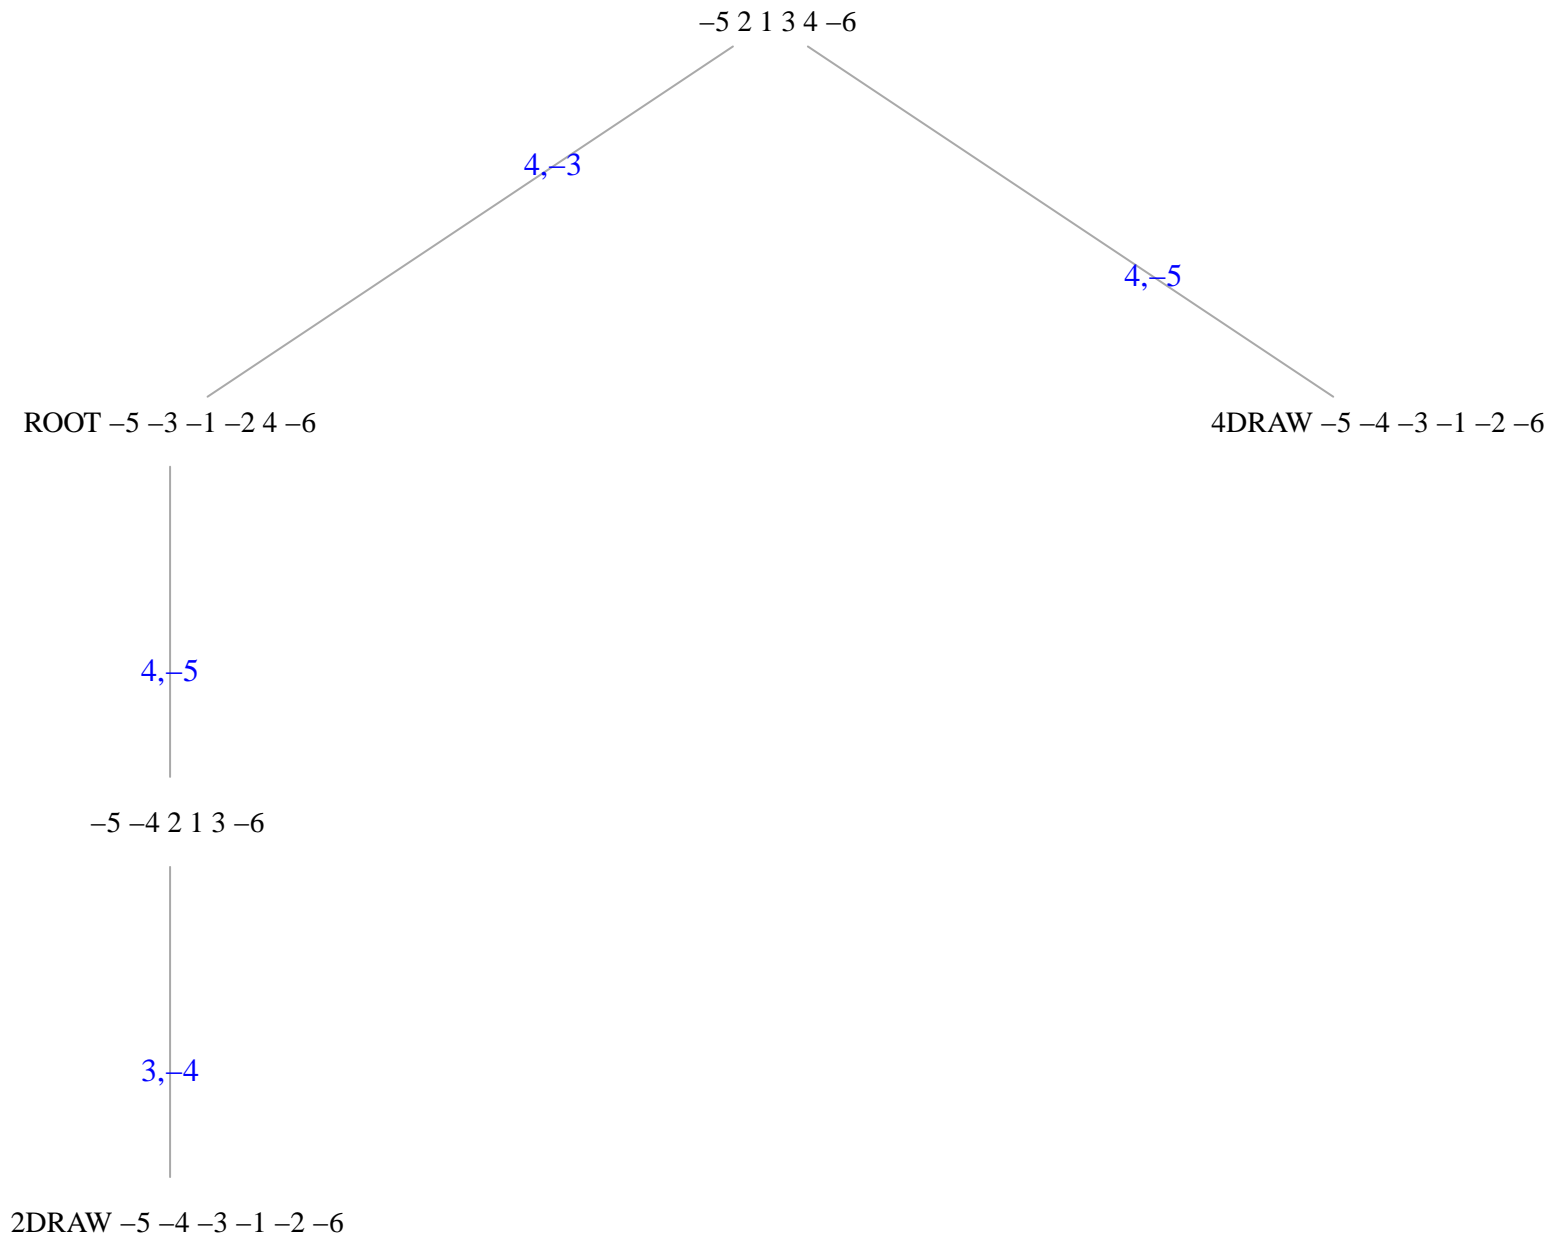 –5 2 1 3 4 –6
4,–3
4,–5
ROOT –5 –3 –1 –2 4 –6
4DRAW –5 –4 –3 –1 –2 –6
4,–5
–5 –4 2 1 3 –6
3,–4
2DRAW –5 –4 –3 –1 –2 –6